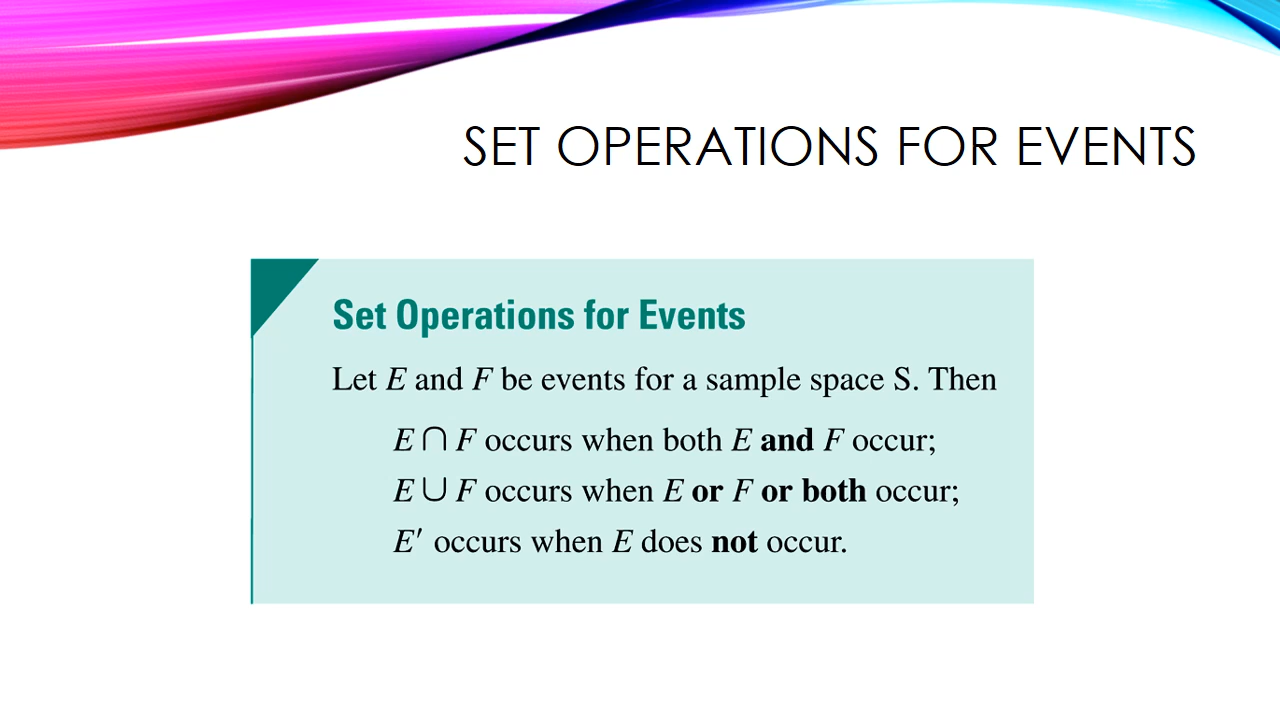 SET OPERATIONS FOR EVENTS
Set Operations for Events
Let E and F be events for a sample space S. Then
E ∩ F occurs when both E and F occur;
E ∪ F occurs when E or F or both occur;
E′ occurs when E does not occur.